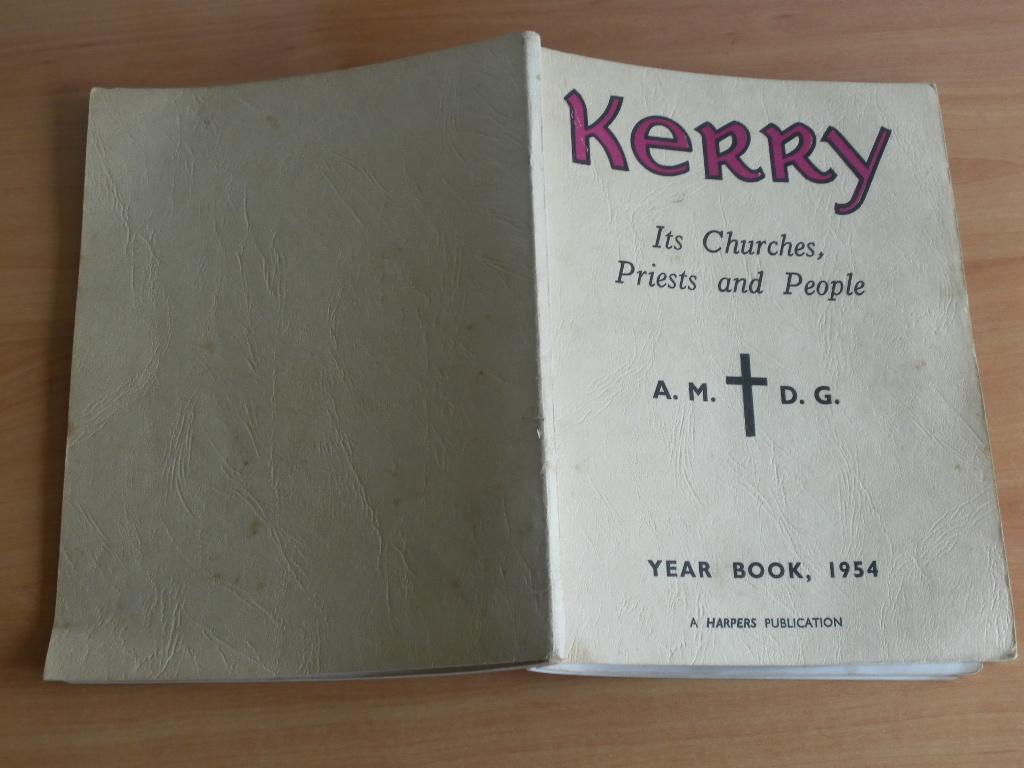 Kerry
Its Churches,
Priests and People
A. M. D. G.
YEAR BOOK, 1954
A HARPERS PUBLICATION